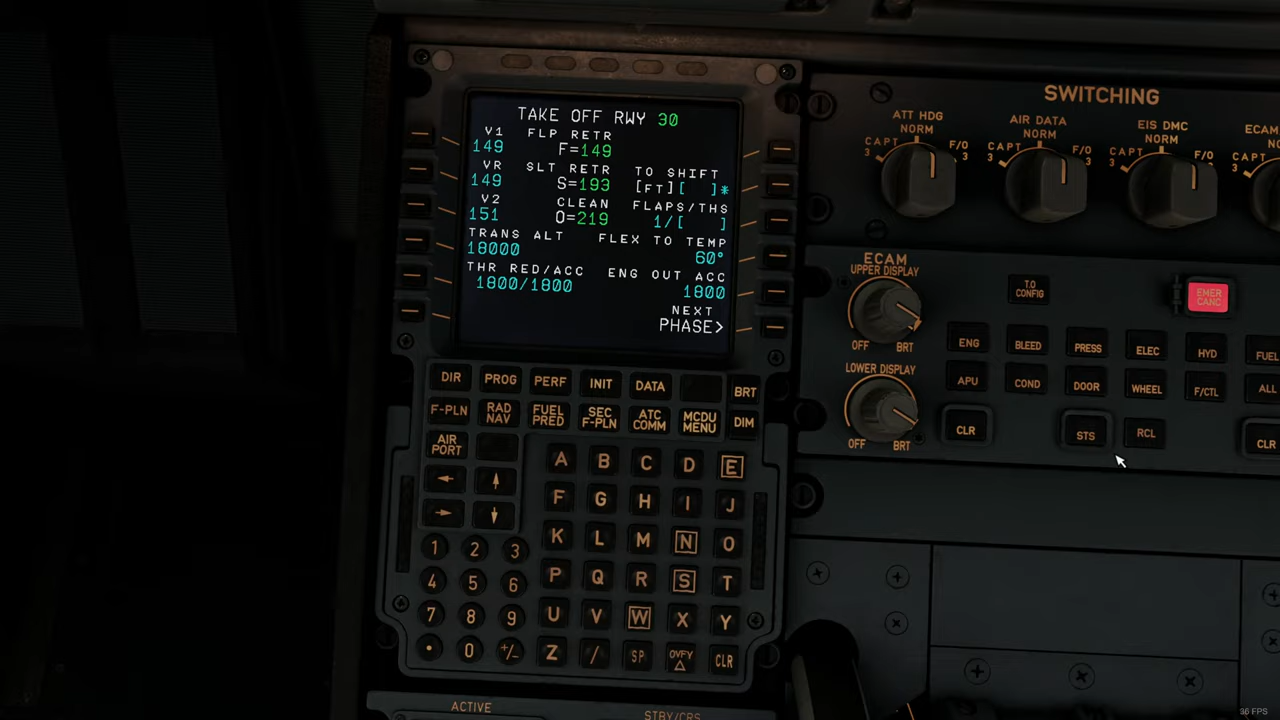 TAKE OFF RWY 30
V1 FLP RETR
149 F=149
VR SLT RETR TO SHIFT
149 S=193 [FT][ ]*
V2 CLEAN FLAPS/THS
151 O=219 1/[ ]
TRANS ALT FLEX TO TEMP
18000 60°
THR RED/ACC ENG OUT ACC
1800/1800 1800
NEXT
PHASE>
DIR PROG PERF INIT DATA BRT
F-PLN RAD NAV FUEL PRED SEC F-PLN ATC COMM MCDU MENU DIM
AIR PORT
← ↑
→ ↓
A B C D E
F G H I J
K L M N O
P Q R S T
U V W X Y
Z / SP OVFY △ CLR
1 2 3
4 5 6
7 8 9
. 0 +/-
ACTIVE STBY/CRS
SWITCHING
ATT HDG AIR DATA EIS DMC ECAM
NORM NORM NORM
CAPT 3 F/O 3 CAPT 3 F/O 3 CAPT 3 F/O 3 CAPT 3
ECAM
UPPER DISPLAY
OFF BRT
LOWER DISPLAY
OFF BRT
T.O CONFIG EMER CANC
ENG BLEED PRESS ELEC HYD FUEL
APU COND DOOR WHEEL F/CTL ALL
CLR STS RCL CLR
36 FPS